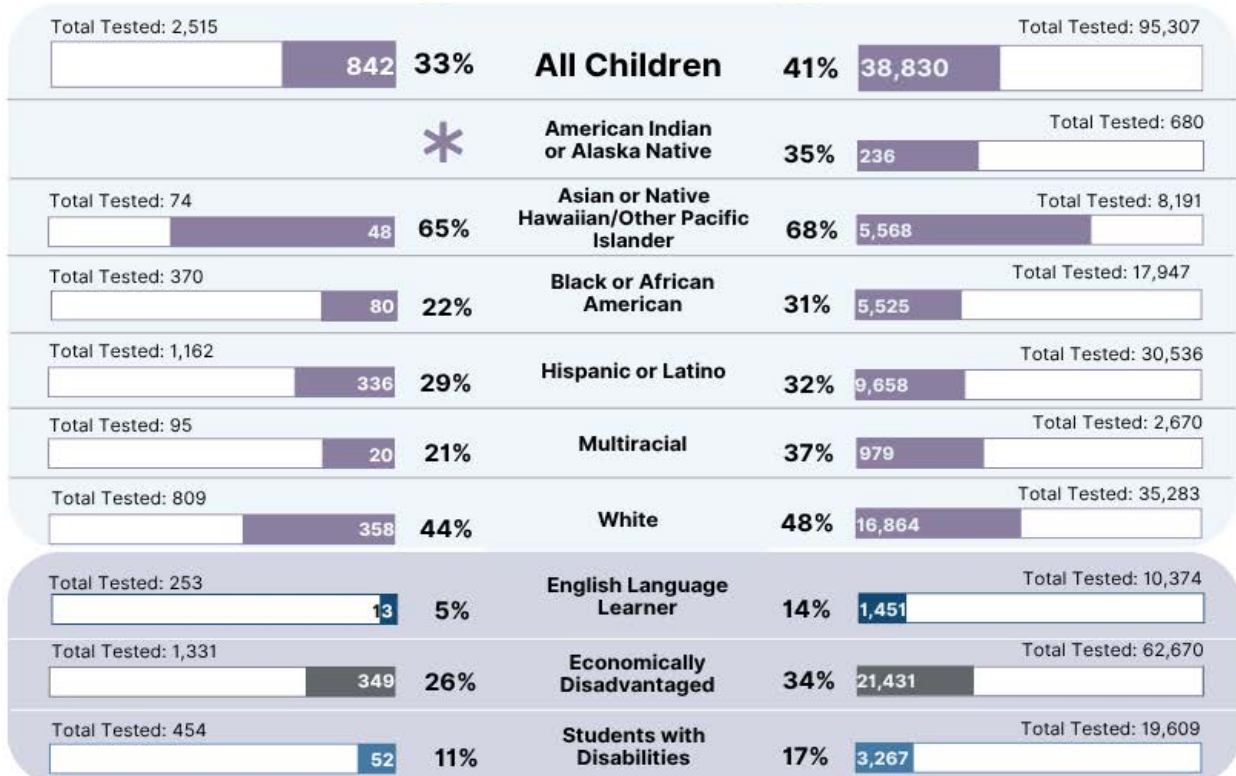 Total Tested: 2,515
Total Tested: 95,307
842 33% All Children 41% 38,830
*
American Indian
or Alaska Native
Total Tested: 680
35% 236
Total Tested: 74
Asian or Native
Hawaiian/Other Pacific
Islander
Total Tested: 8,191
48 65% 68% 5,568
Total Tested: 370
Black or African
American
Total Tested: 17,947
80 22% 31% 5,525
Total Tested: 1,162
Total Tested: 30,536
336 29% Hispanic or Latino 32% 9,658
Total Tested: 95
Total Tested: 2,670
20 21% Multiracial 37% 979
Total Tested: 809
Total Tested: 35,283
358 44% White 48% 16,864
Total Tested: 253
English Language
Learner
Total Tested: 10,374
13 5% 14% 1,451
Total Tested: 1,331
Economically
Disadvantaged
Total Tested: 62,670
349 26% 34% 21,431
Total Tested: 454
Students with
Disabilities
Total Tested: 19,609
52 11% 17% 3,267